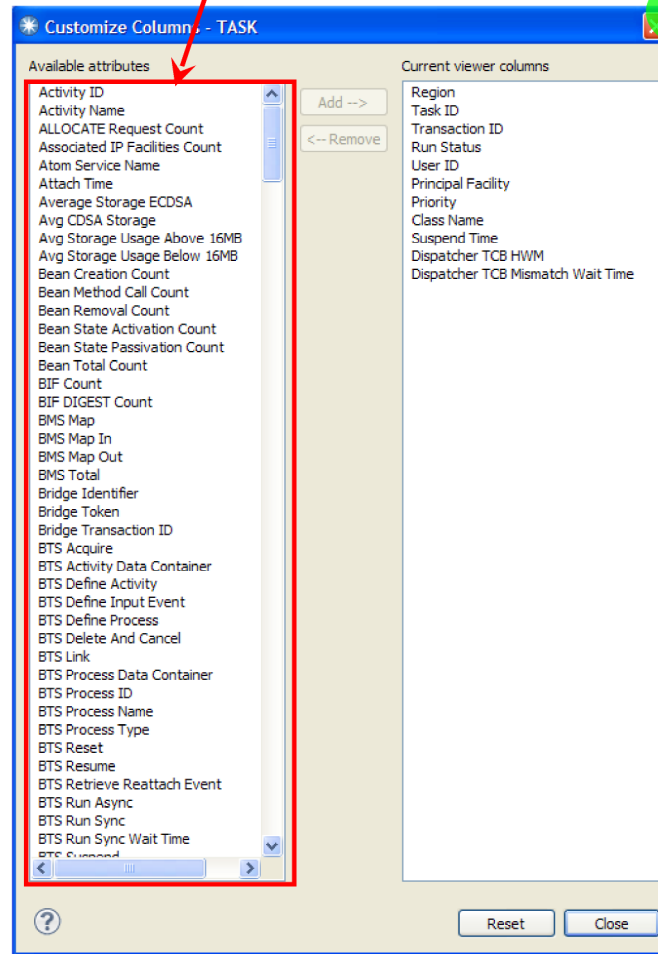 Customize Columns - TASK
Available attributes
Activity ID
Activity Name
ALLOCATE Request Count
Associated IP Facilities Count
Atom Service Name
Attach Time
Average Storage ECDSA
Avg CDSA Storage
Avg Storage Usage Above 16MB
Avg Storage Usage Below 16MB
Bean Creation Count
Bean Method Call Count
Bean Removal Count
Bean State Activation Count
Bean State Passivation Count
Bean Total Count
BIF Count
BIF DIGEST Count
BMS Map
BMS Map In
BMS Map Out
BMS Total
Bridge Identifier
Bridge Token
Bridge Transaction ID
BTS Acquire
BTS Activity Data Container
BTS Define Activity
BTS Define Input Event
BTS Define Process
BTS Delete And Cancel
BTS Link
BTS Process Data Container
BTS Process ID
BTS Process Name
BTS Process Type
BTS Reset
BTS Resume
BTS Retrieve Reattach Event
BTS Run Async
BTS Run Sync
BTS Run Sync Wait Time
BTS Suspend
Add -->
<-- Remove
Current viewer columns
Region
Task ID
Transaction ID
Run Status
User ID
Principal Facility
Priority
Class Name
Suspend Time
Dispatcher TCB HWM
Dispatcher TCB Mismatch Wait Time
?
Reset
Close